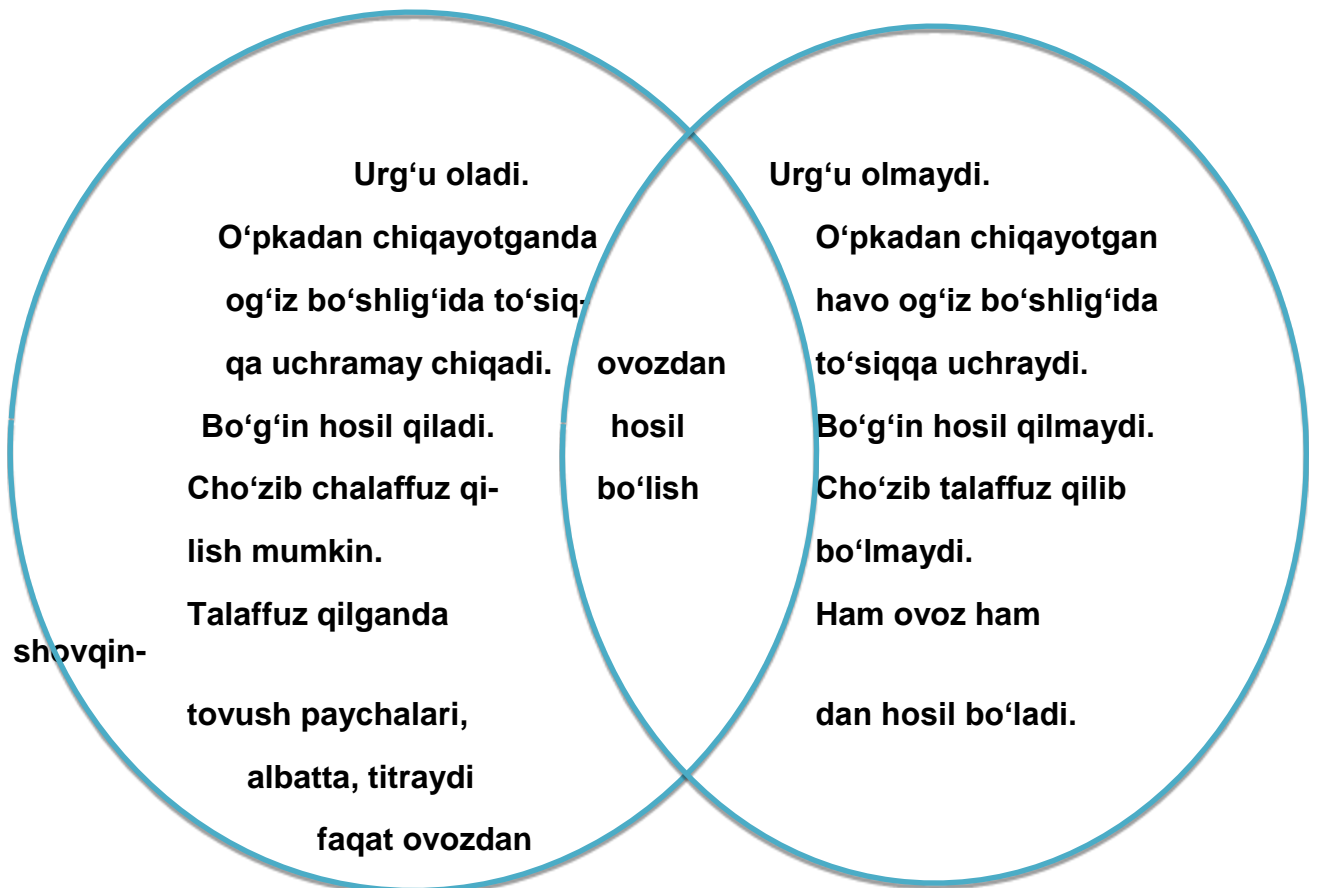 Urg‘u oladi.
O‘pkadan chiqayotganda
og‘iz bo‘shlig‘ida to‘siq-
qa uchramay chiqadi.
Bo‘g‘in hosil qiladi.
Cho‘zib chalaffuz qi-
lish mumkin.
Talaffuz qilganda
tovush paychalari,
albatta, titraydi
faqat ovozdan
ovozdan
hosil
bo‘lish
Urg‘u olmaydi.
O‘pkadan chiqayotgan
havo og‘iz bo‘shlig‘ida
to‘siqqa uchraydi.
Bo‘g‘in hosil qilmaydi.
Cho‘zib talaffuz qilib
bo‘lmaydi.
Ham ovoz ham
shovqin-
dan hosil bo‘ladi.